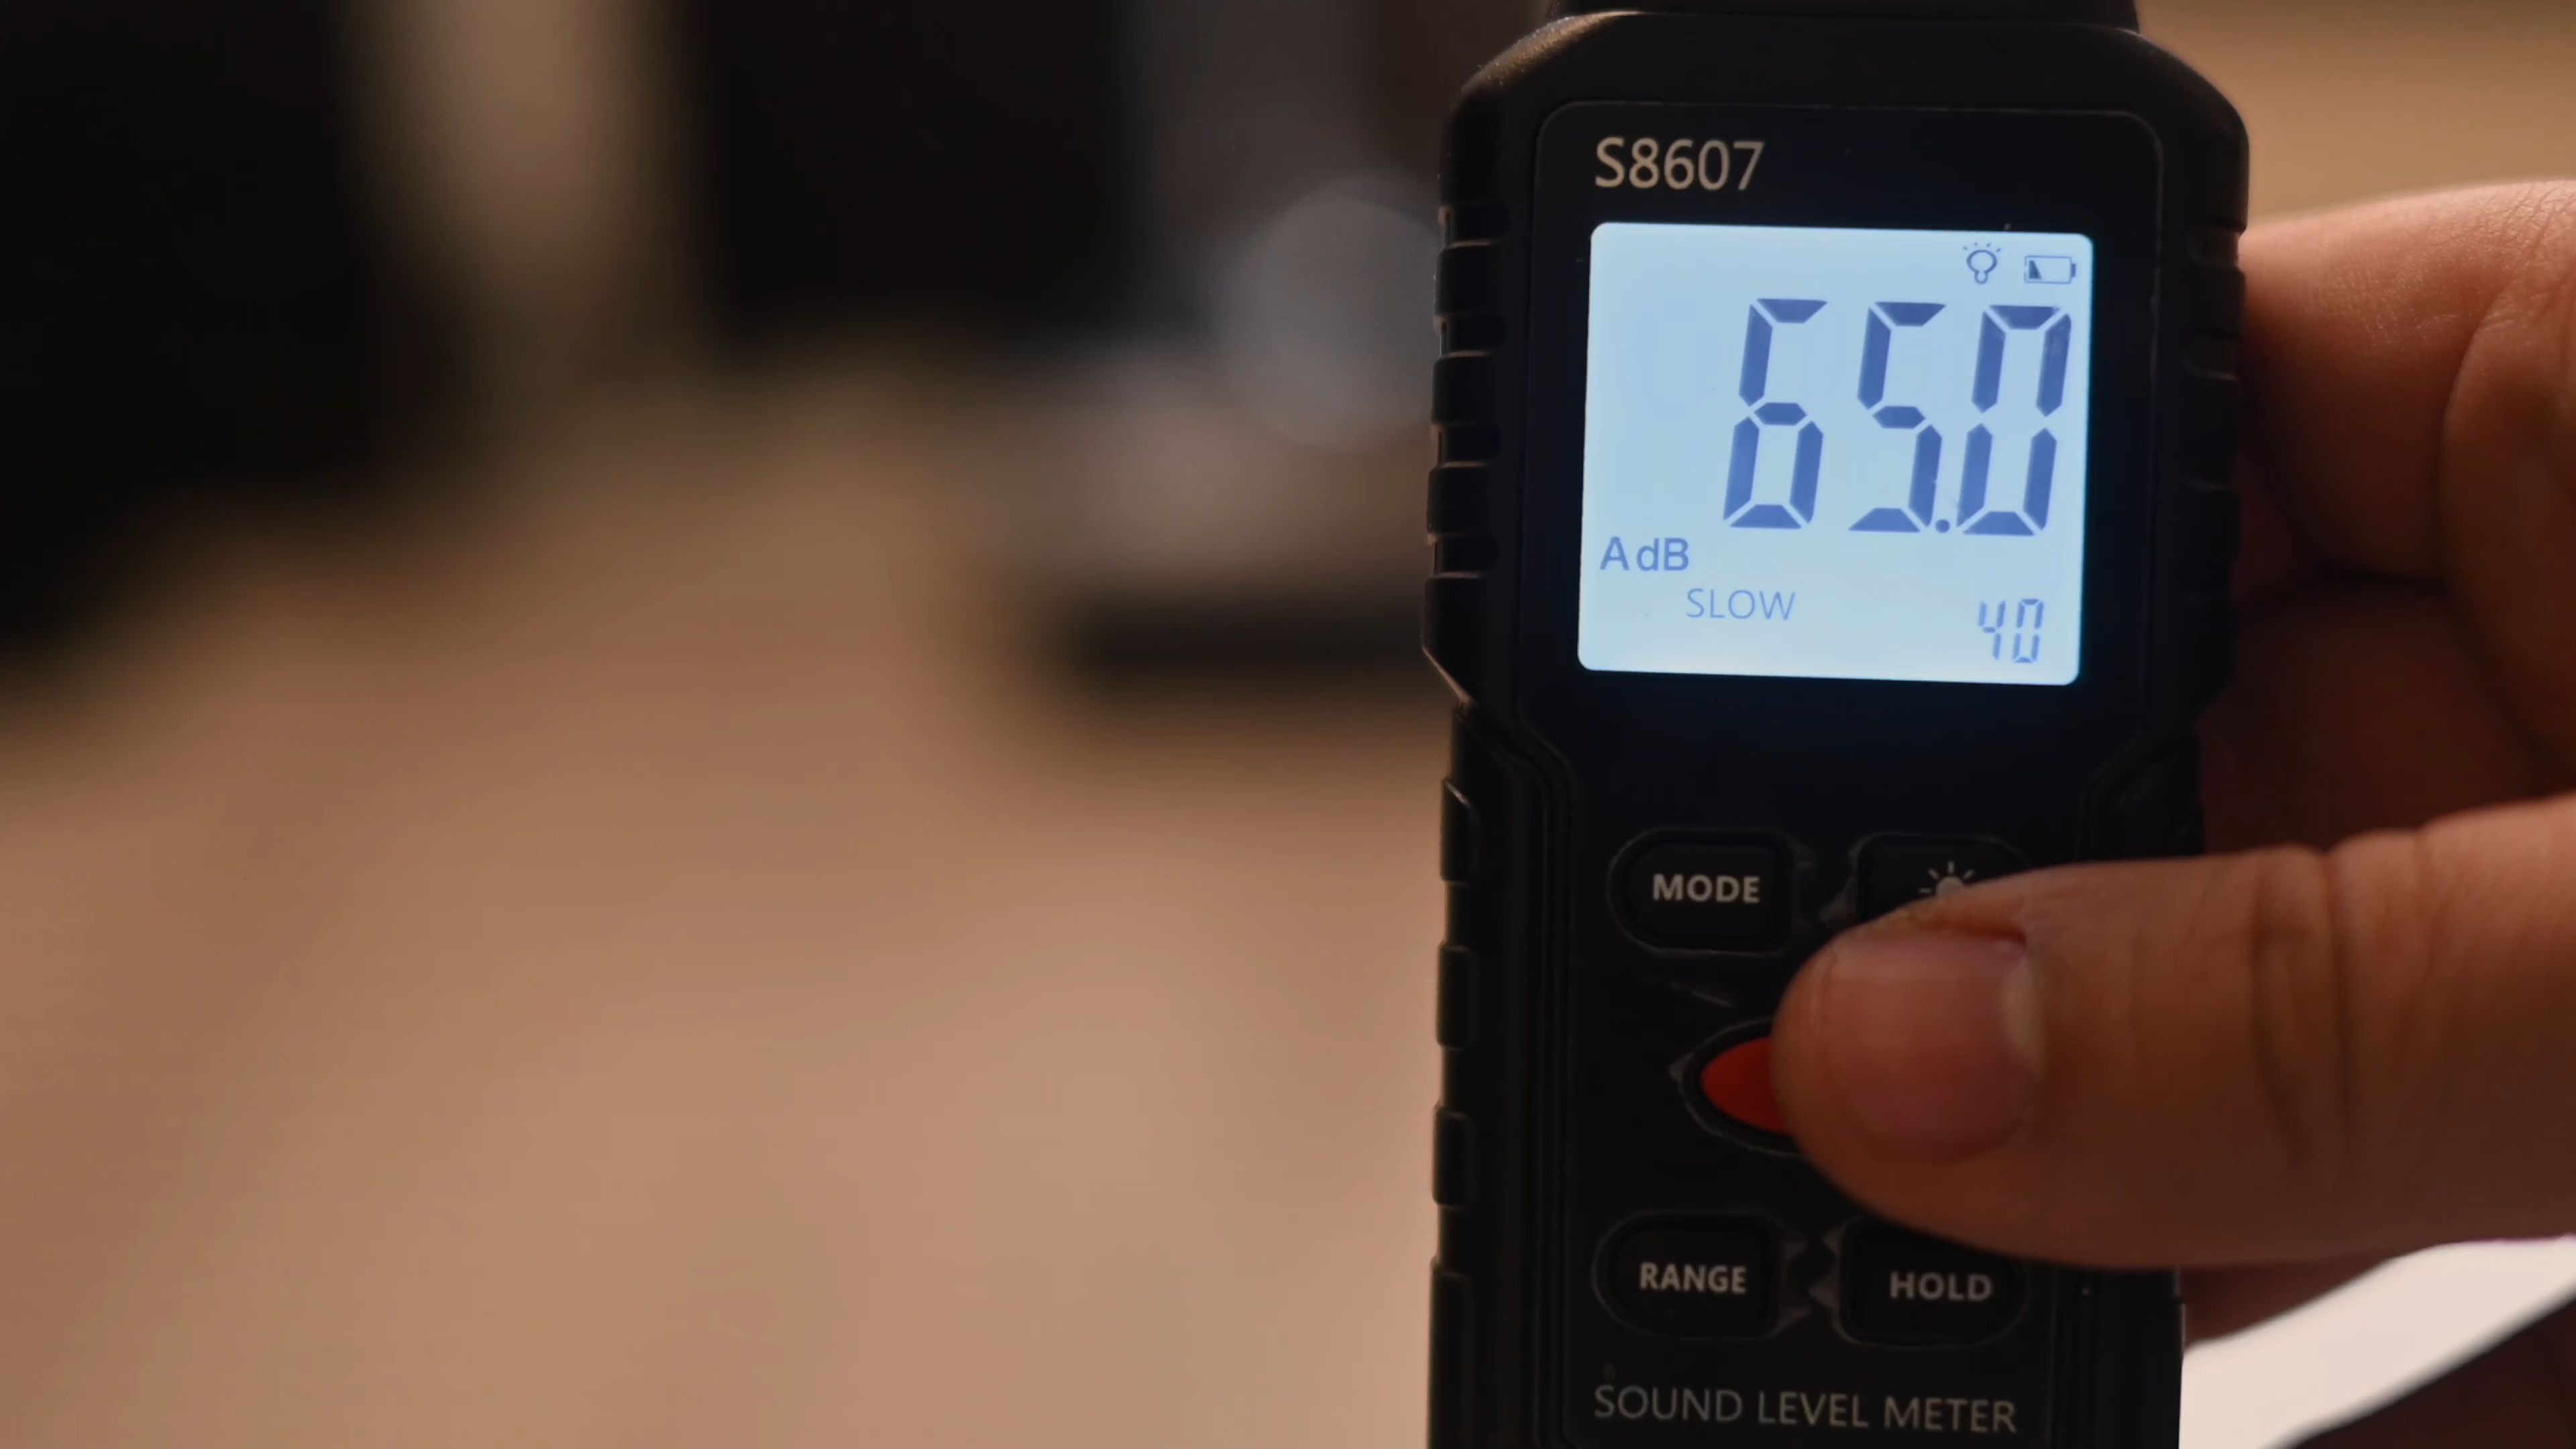 S8607
65.0
AdB
SLOW
40
MODE
RANGE
HOLD
SOUND LEVEL METER